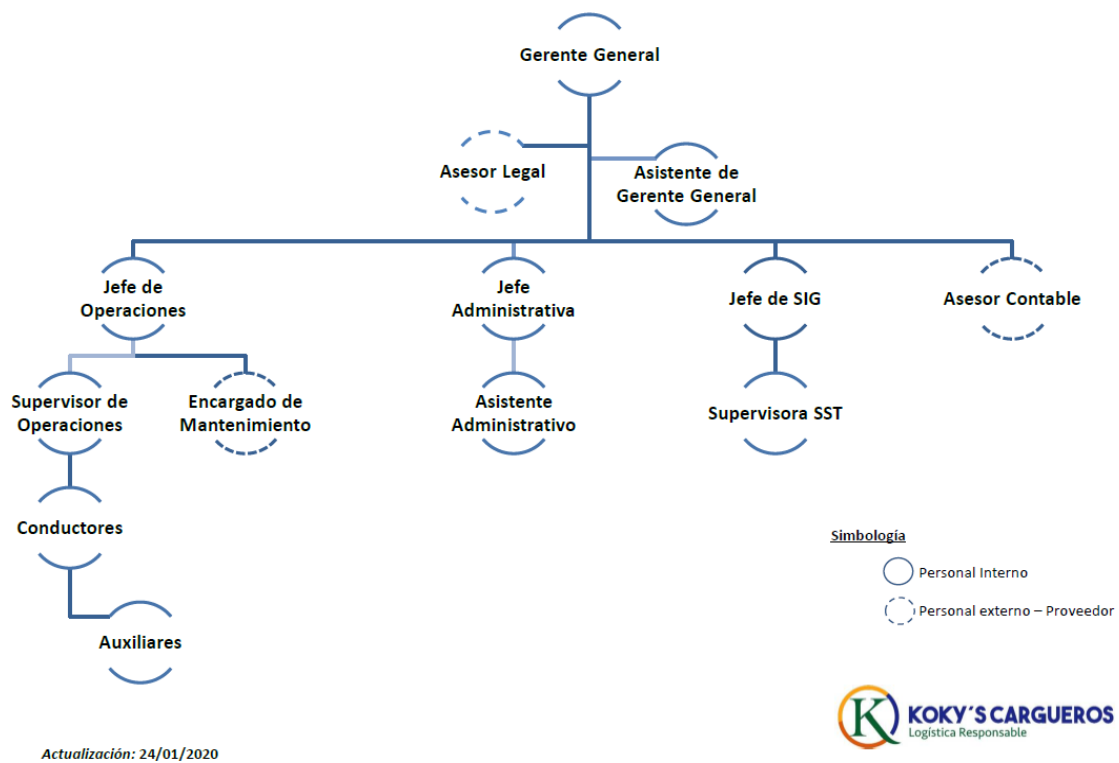 Gerente General
Asesor Legal
Asistente de
Gerente General
Jefe de
Operaciones
Jefe
Administrativa
Jefe de SIG
Asesor Contable
Supervisor de
Operaciones
Encargado de
Mantenimiento
Asistente
Administrativo
Supervisora SST
Conductores
Auxiliares
Simbología
Personal Interno
Personal externo – Proveedor
K
KOKY´S CARGUEROS
Logística Responsable
Actualización: 24/01/2020